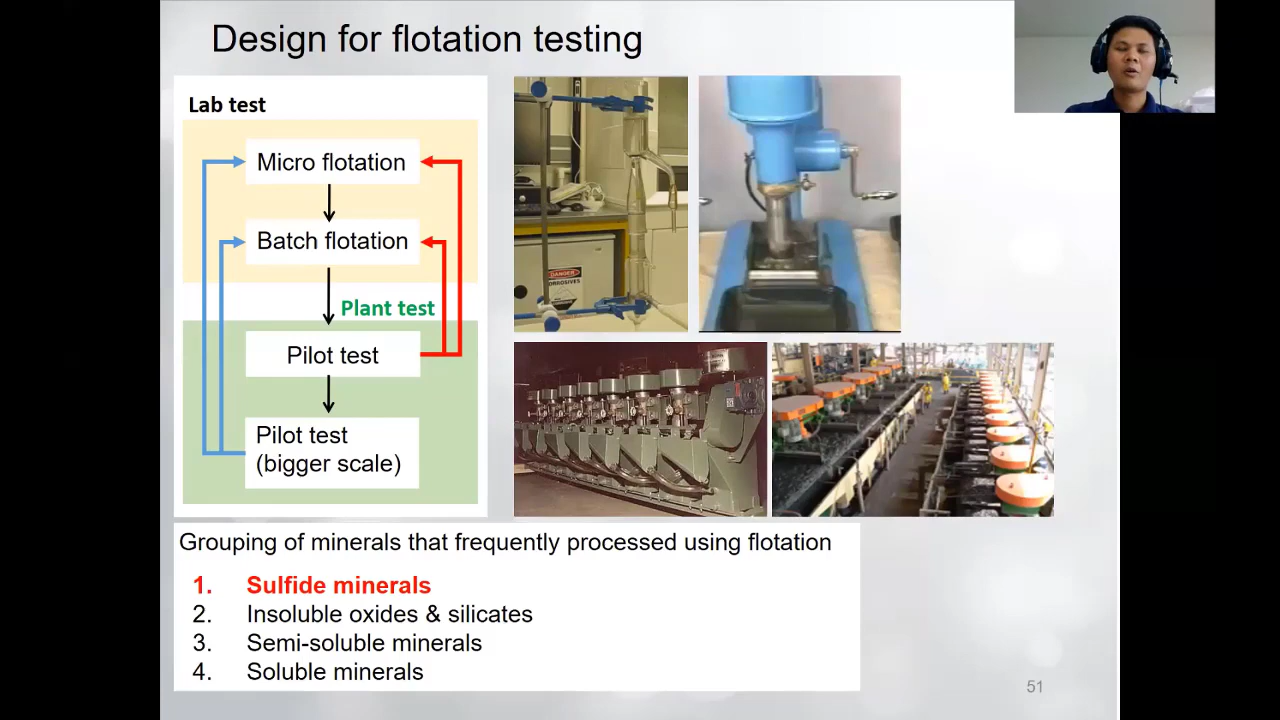 Design for flotation testing
Lab test
Micro flotation
Batch flotation
Plant test
Pilot test
Pilot test
(bigger scale)
DANGER
CORROSIVES
Grouping of minerals that frequently processed using flotation
1. Sulfide minerals
2. Insoluble oxides & silicates
3. Semi-soluble minerals
4. Soluble minerals
51